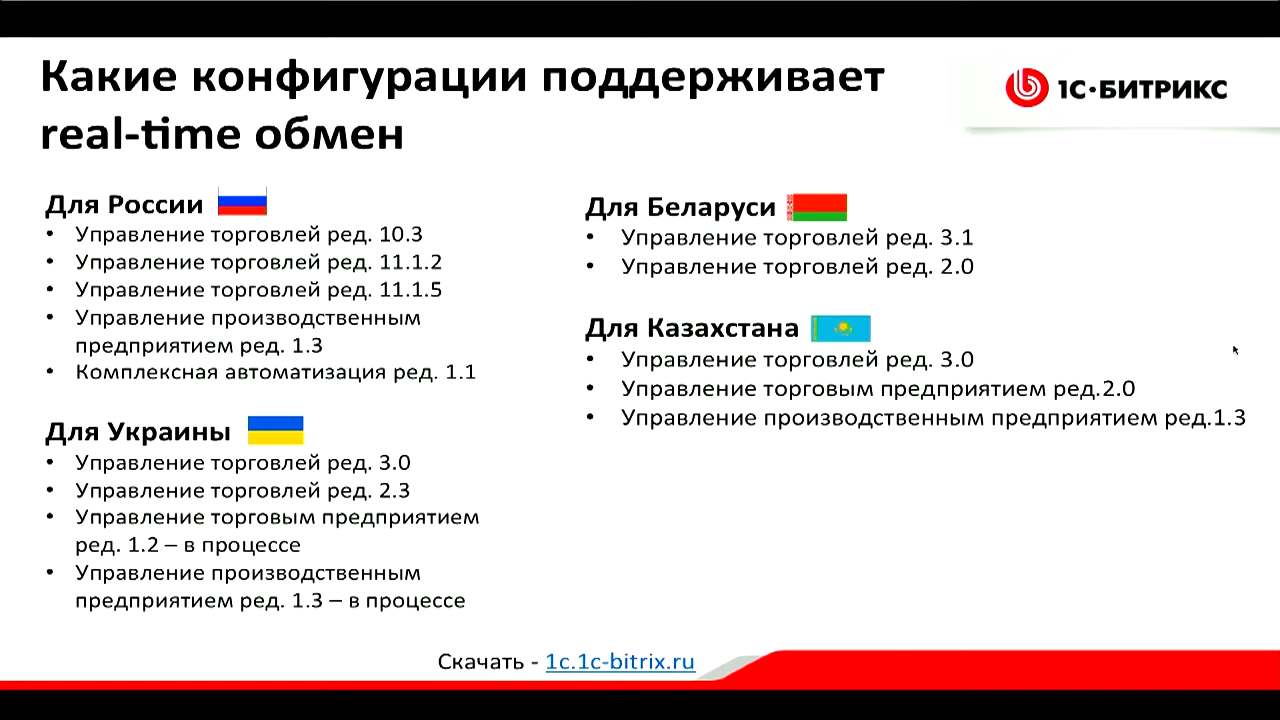 Какие конфигурации поддерживает
real-time обмен
1С·БИТРИКС
Для России
• Управление торговлей ред. 10.3
• Управление торговлей ред. 11.1.2
• Управление торговлей ред. 11.1.5
• Управление производственным
предприятием ред. 1.3
• Комплексная автоматизация ред. 1.1
Для Украины
• Управление торговлей ред. 3.0
• Управление торговлей ред. 2.3
• Управление торговым предприятием
ред. 1.2 – в процессе
• Управление производственным
предприятием ред. 1.3 – в процессе
Для Беларуси
• Управление торговлей ред. 3.1
• Управление торговлей ред. 2.0
Для Казахстана
• Управление торговлей ред. 3.0
• Управление торговым предприятием ред.2.0
• Управление производственным предприятием ред.1.3
Скачать - 1c.1c-bitrix.ru